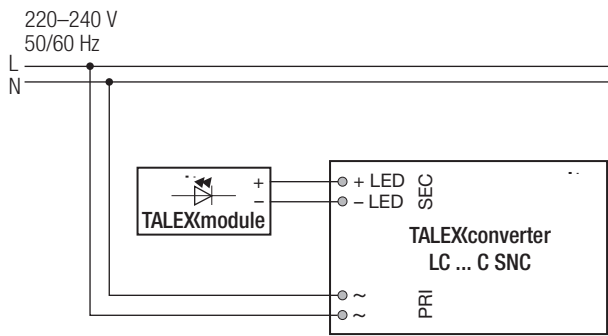 220–240 V
50/60 Hz
L
N
+
–
TALEXmodule
+ LED
– LED
SEC
TALEXconverter
LC ... C SNC
~
~
PRI